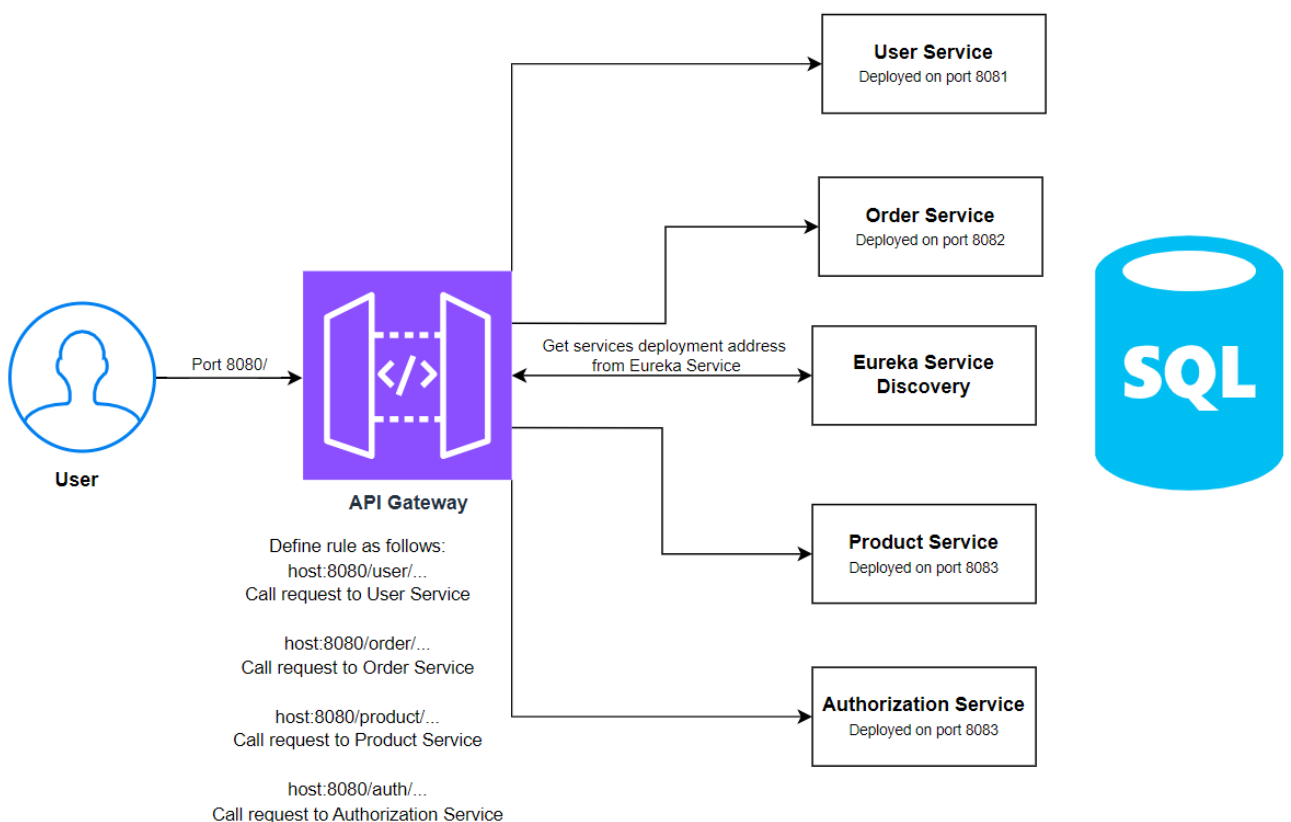 User Service
Deployed on port 8081
Order Service
Deployed on port 8082
Port 8080/
Get services deployment address
from Eureka Service
Eureka Service
Discovery
SQL
User
</>
API Gateway
Define rule as follows:
host:8080/user/...
Call request to User Service
host:8080/order/...
Call request to Order Service
host:8080/product/...
Call request to Product Service
host:8080/auth/...
Call request to Authorization Service
Product Service
Deployed on port 8083
Authorization Service
Deployed on port 8083